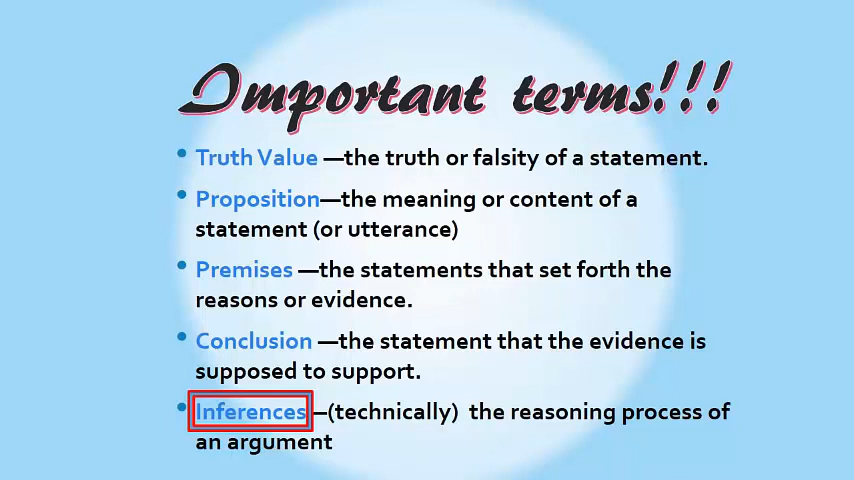 Important terms!!!
• Truth Value —the truth or falsity of a statement.
• Proposition—the meaning or content of a
statement (or utterance)
• Premises —the statements that set forth the
reasons or evidence.
• Conclusion —the statement that the evidence is
supposed to support.
• Inferences—(technically) the reasoning process of
an argument